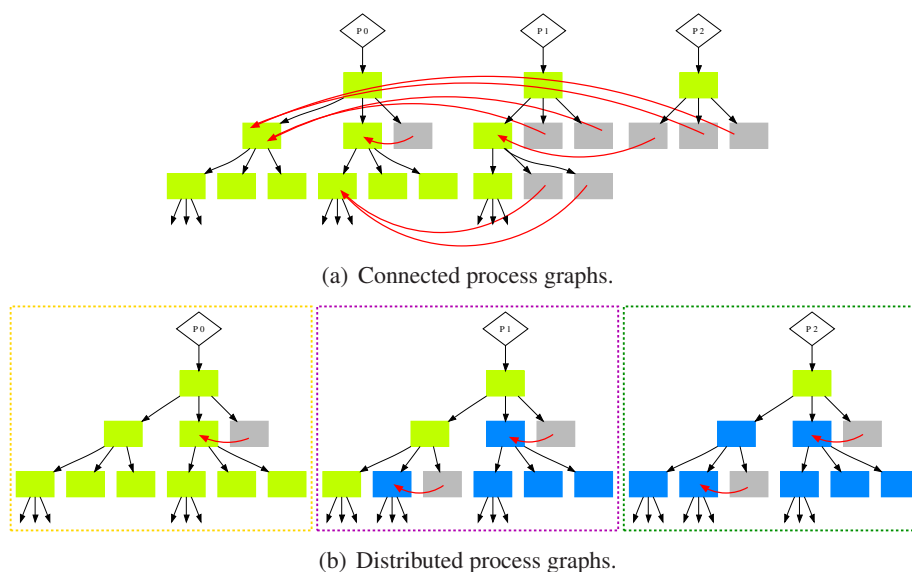 P 0 P 1 P 2
(a) Connected process graphs.
P 0 P 1 P 2
(b) Distributed process graphs.